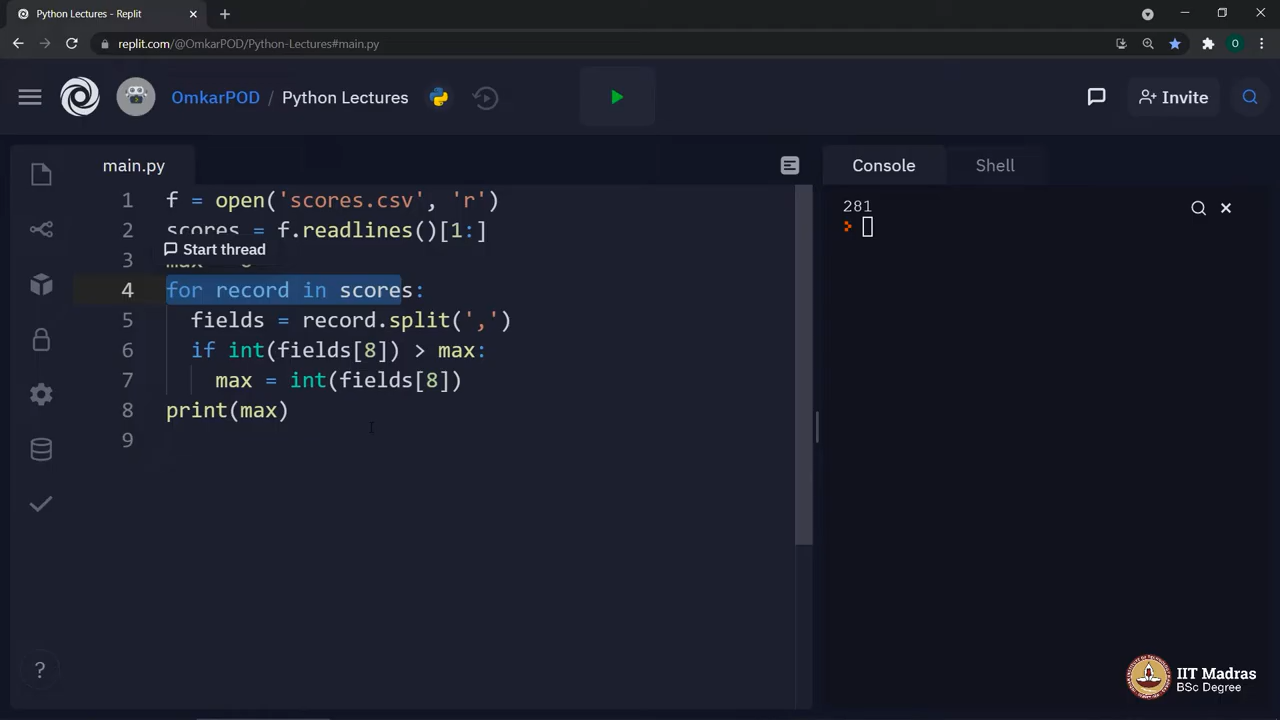 Python Lectures - Replit
replit.com/@OmkarPOD/Python-Lectures#main.py
O
OmkarPOD / Python Lectures
Invite
main.py
Console
Shell
1 f = open('scores.csv', 'r')
2 scores = f.readlines()[1:]
Start thread
3
4 for record in scores:
5 fields = record.split(',')
6 if int(fields[8]) > max:
7 max = int(fields[8])
8 print(max)
9
281
?
IIT Madras
BSc Degree